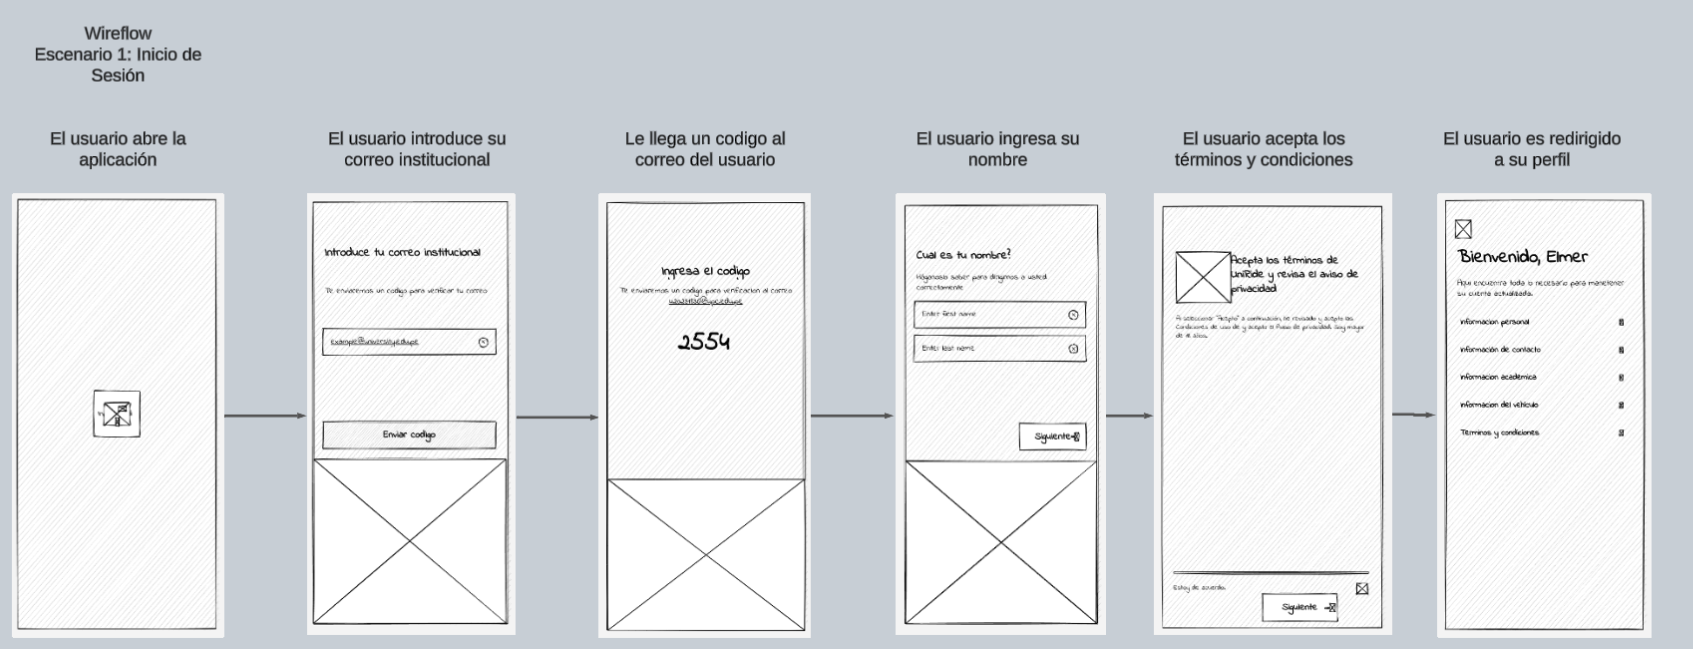 Wireflow
Escenario 1: Inicio de
Sesión
El usuario abre la
aplicación
El usuario introduce su
correo institucional
Le llega un codigo al
correo del usuario
El usuario ingresa su
nombre
El usuario acepta los
términos y condiciones
El usuario es redirigido
a su perfil
Introduce tu correo institucional
Te enviaremos un codigo para verificar tu correo
Example@university.edu.pe
Enviar codigo
Ingresa el codigo
Te enviaremos un codigo para verificacion al correo
2554
Cual es tu nombre?
Haganoslo saber para dirigirnos a usted
correctamente
Enter first name
Enter last name
Siguiente
Acepta los términos de
UniRide y revisa el aviso de
privacidad
Al seleccionar "Acepto" a continuación, he revisado y acepto las
Condiciones de uso de y acepto el Aviso de privacidad. Soy mayor
de 18 años.
Estoy de acuerdo.
Siguiente
Bienvenido, Elmer
Aqui encuentra todo lo necesario para manetener
su cuenta actualizada.
Informacion personal
Información de contacto
Informacion académica
Informacion del vehículo
Términos y condiciones